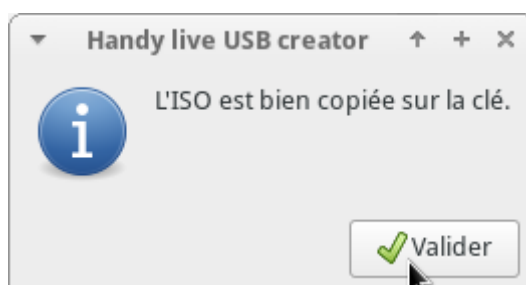 Handy live USB creator
L'ISO est bien copiée sur la clé.
Valider